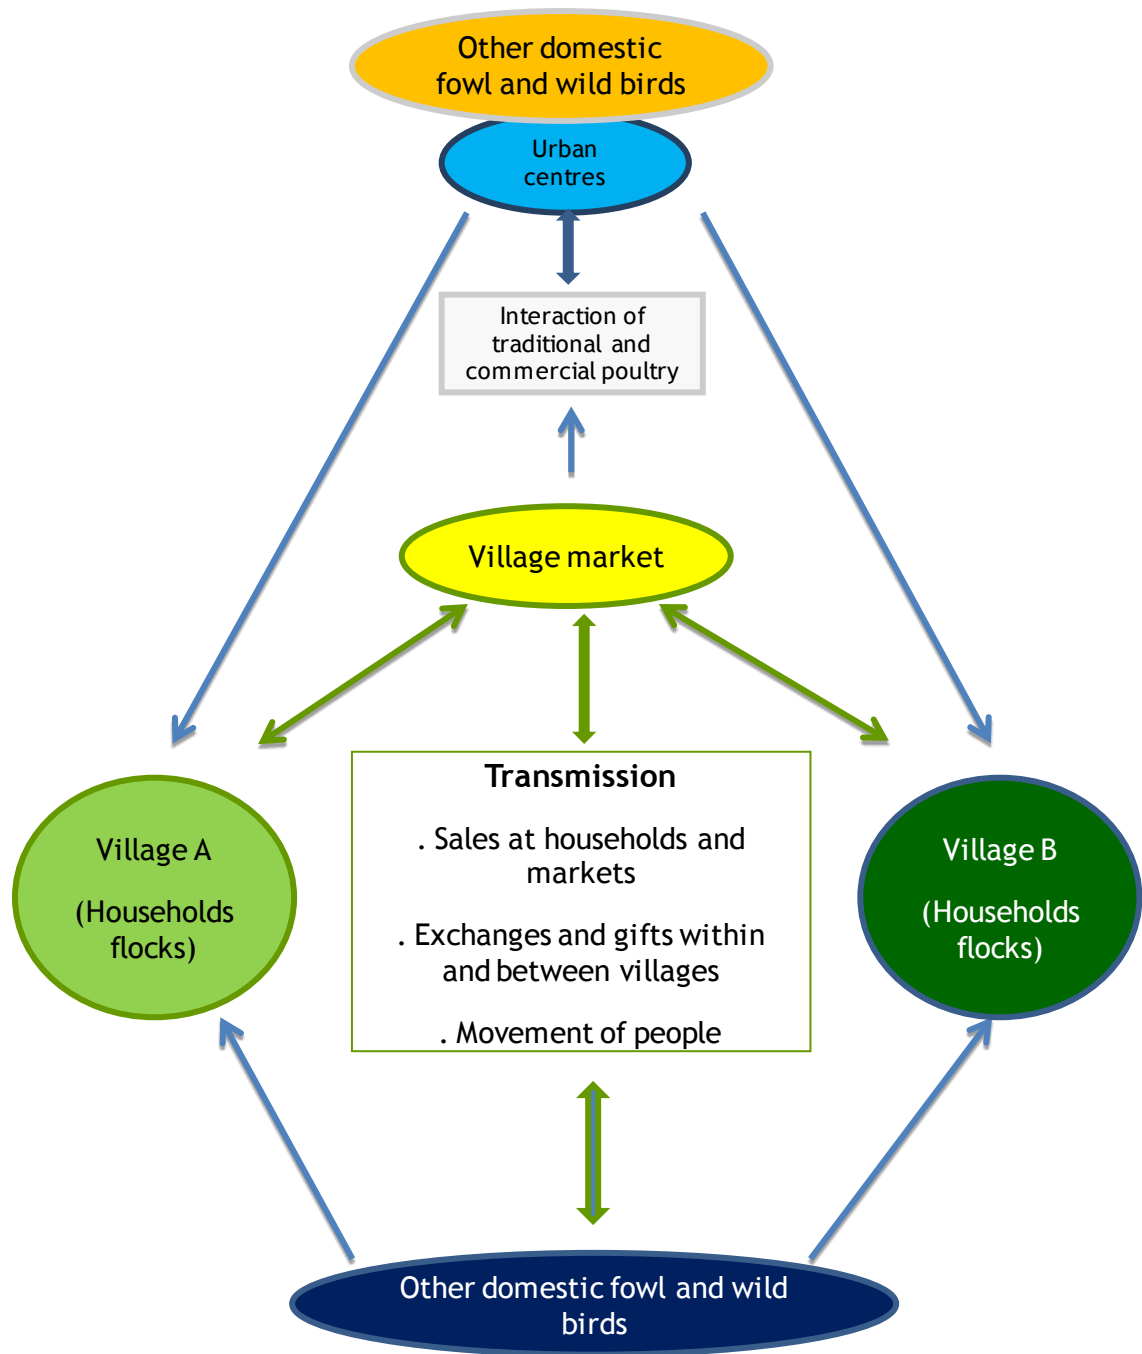 Other domestic
fowl and wild birds
Urban
centres
Interaction of
traditional and
commercial poultry
Village market
Transmission
. Sales at households and
markets
. Exchanges and gifts within
and between villages
. Movement of people
Village A
(Households
flocks)
Village B
(Households
flocks)
Other domestic fowl and wild
birds